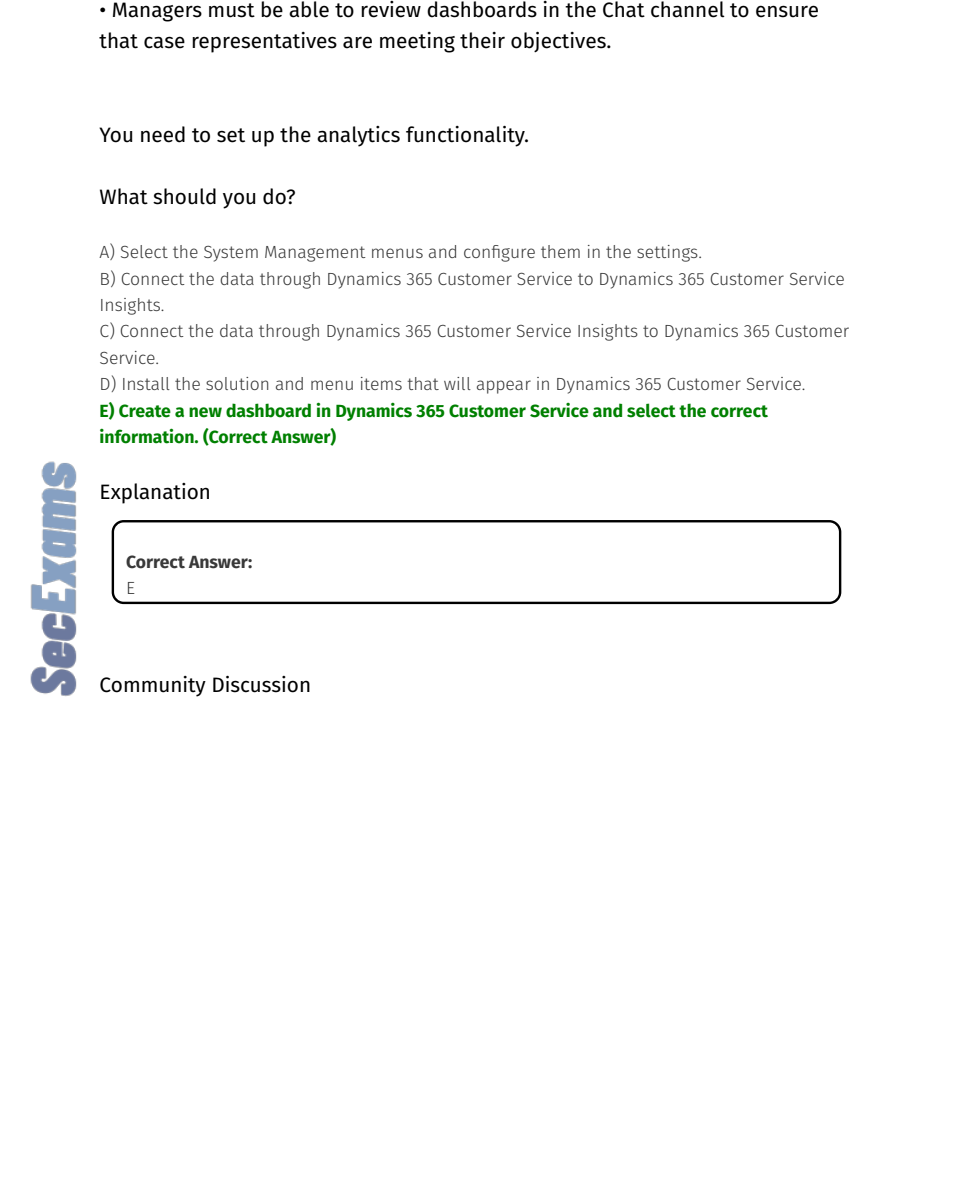 • Managers must be able to review dashboards in the Chat channel to ensure
that case representatives are meeting their objectives.
You need to set up the analytics functionality.
What should you do?
A) Select the System Management menus and configure them in the settings.
B) Connect the data through Dynamics 365 Customer Service to Dynamics 365 Customer Service
Insights.
C) Connect the data through Dynamics 365 Customer Service Insights to Dynamics 365 Customer
Service.
D) Install the solution and menu items that will appear in Dynamics 365 Customer Service.
E) Create a new dashboard in Dynamics 365 Customer Service and select the correct
information. (Correct Answer)
SecExams
Explanation
Correct Answer:
E
Community Discussion